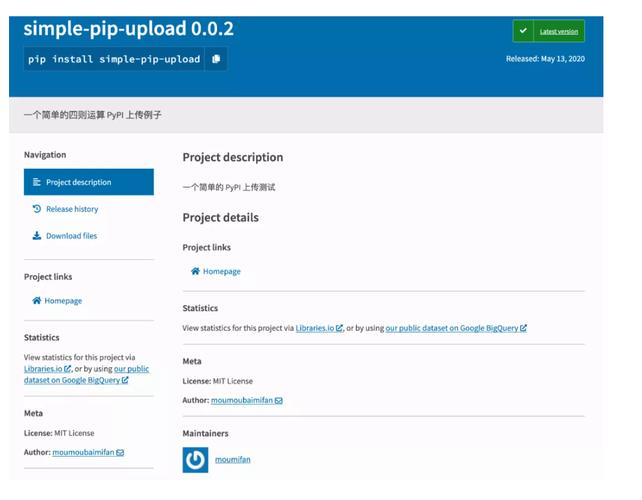 simple-pip-upload 0.0.2
Latest version
pip install simple-pip-upload
Released: May 13, 2020
一个简单的四则运算 PyPI 上传例子
Navigation
Project description
Release history
Download files
Project links
Homepage
Statistics
View statistics for this project via
Libraries.io, or by using our public
dataset on Google BigQuery
Meta
License: MIT License
Author: moumoubaimifan
Project description
一个简单的 PyPI 上传测试
Project details
Project links
Homepage
Statistics
View statistics for this project via Libraries.io, or by using our public dataset on Google BigQuery
Meta
License: MIT License
Author: moumoubaimifan
Maintainers
moumifan